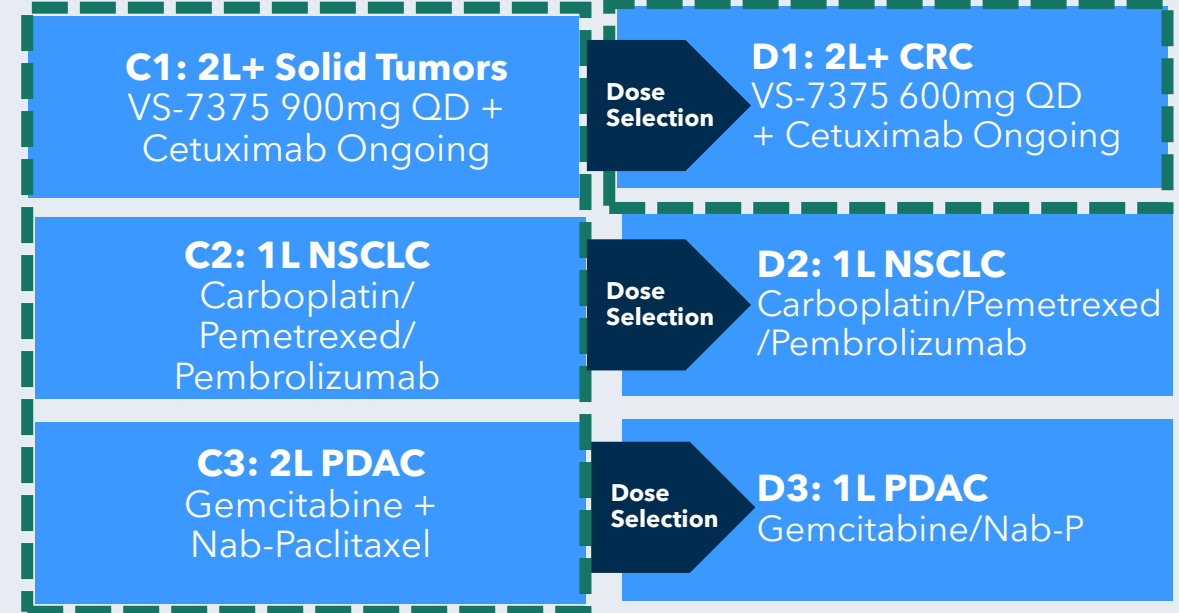 C1: 2L+ Solid Tumors
VS-7375 900mg QD +
Cetuximab Ongoing
Dose
Selection
D1: 2L+ CRC
VS-7375 600mg QD
+ Cetuximab Ongoing
C2: 1L NSCLC
Carboplatin/
Pemetrexed/
Pembrolizumab
Dose
Selection
D2: 1L NSCLC
Carboplatin/Pemetrexed
/Pembrolizumab
C3: 2L PDAC
Gemcitabine +
Nab-Paclitaxel
Dose
Selection
D3: 1L PDAC
Gemcitabine/Nab-P